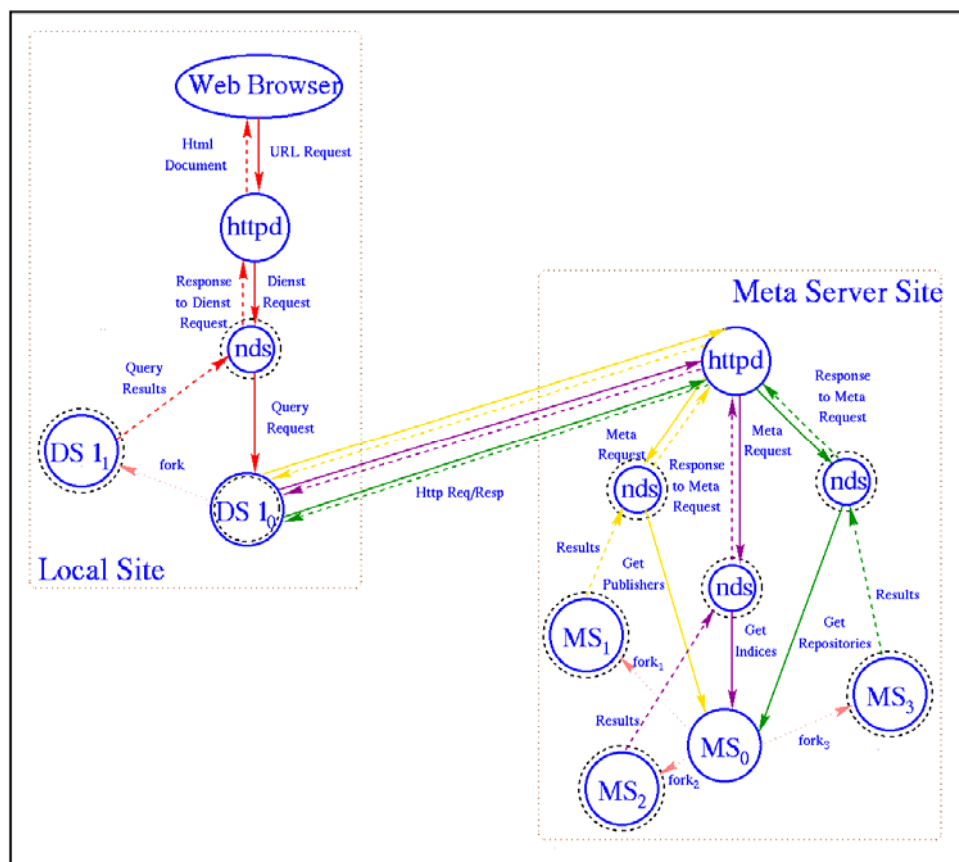 Web Browser
Html
Document
URL Request
httpd
Response
to Dienst
Request
Dienst
Request
nds
Query
Results
Query
Request
DS 1₁
fork
DS 1₀
Http Req/Resp
Local Site
Meta Server Site
httpd
Response
to Meta
Request
Meta
Request
Response
to Meta
Request
Meta
Request
nds
nds
Results
Get
Publishers
nds
Results
Get
Indices
Get
Repositories
MS₁
fork₁
MS₃
Results
MS₀
fork₃
fork₂
MS₂